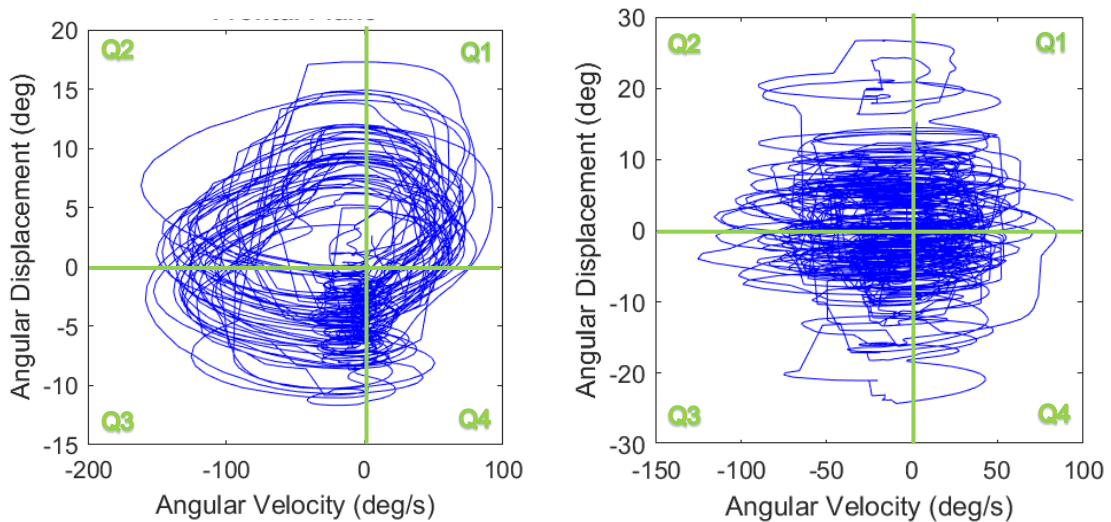 20
15
10
5
0
-5
-10
-15
Angular Displacement (deg)
Q2
Q1
Q3
Q4
-200
-100
0
100
Angular Velocity (deg/s)
30
20
10
0
-10
-20
-30
Angular Displacement (deg)
Q2
Q1
Q3
Q4
-150
-100
-50
0
50
100
Angular Velocity (deg/s)